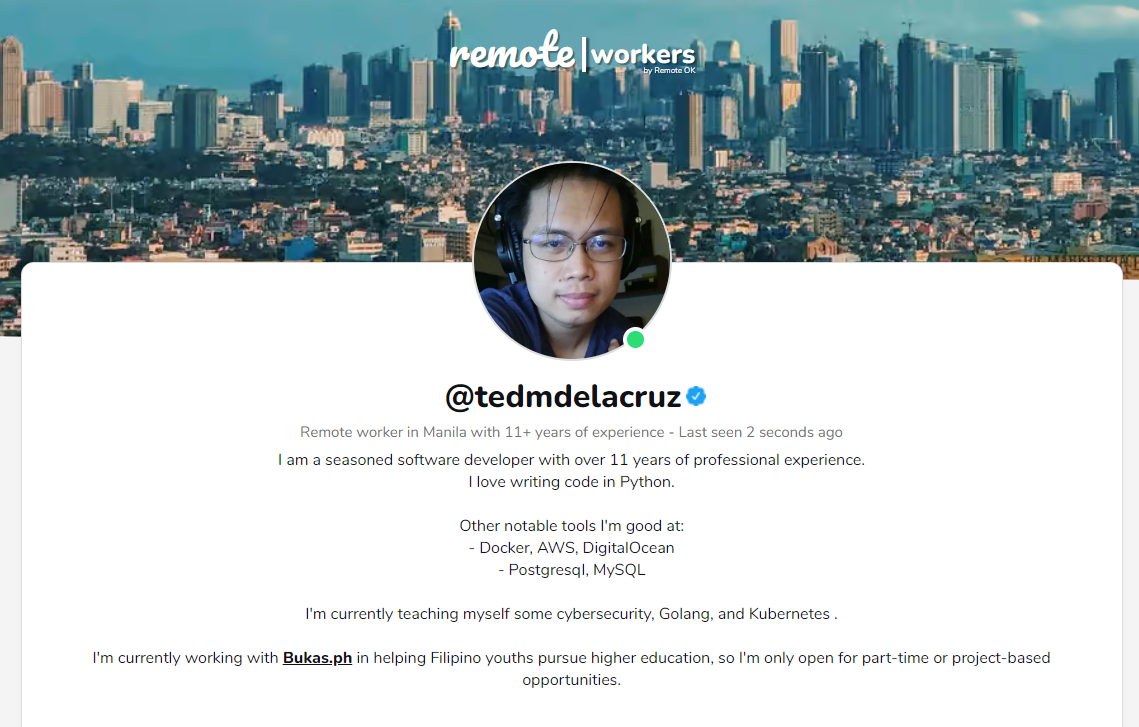 remote | workers
by Remote OK
@tedmdelacruz
Remote worker in Manila with 11+ years of experience - Last seen 2 seconds ago
I am a seasoned software developer with over 11 years of professional experience.
I love writing code in Python.
Other notable tools I'm good at:
- Docker, AWS, DigitalOcean
- Postgresql, MySQL
I'm currently teaching myself some cybersecurity, Golang, and Kubernetes .
I'm currently working with Bukas.ph in helping Filipino youths pursue higher education, so I'm only open for part-time or project-based
opportunities.